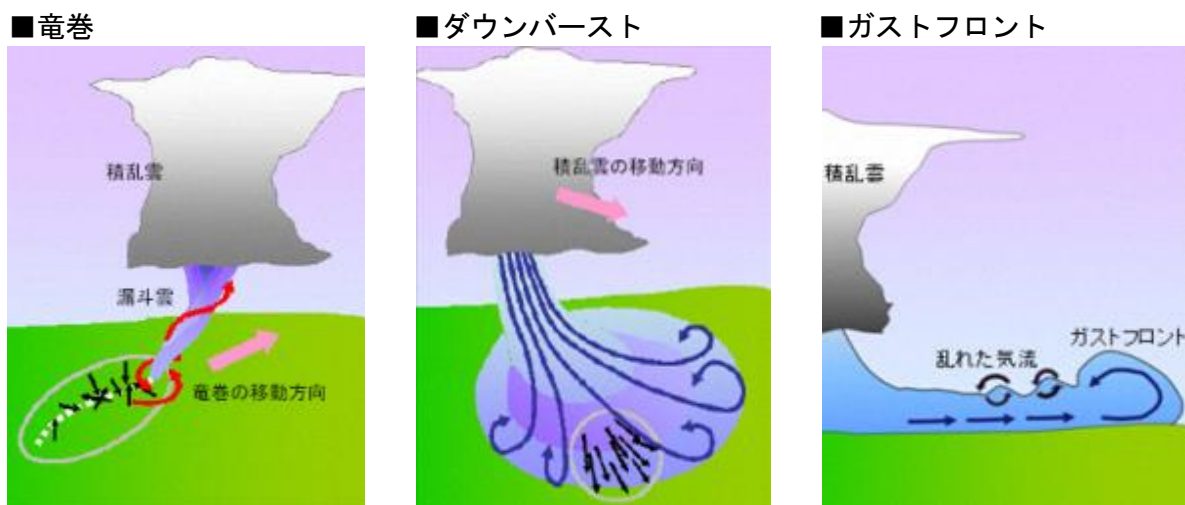 ■竜巻
積乱雲
漏斗雲
竜巻の移動方向
■ダウンバースト
積乱雲の移動方向
■ガストフロント
積乱雲
ガストフロント
乱れた気流